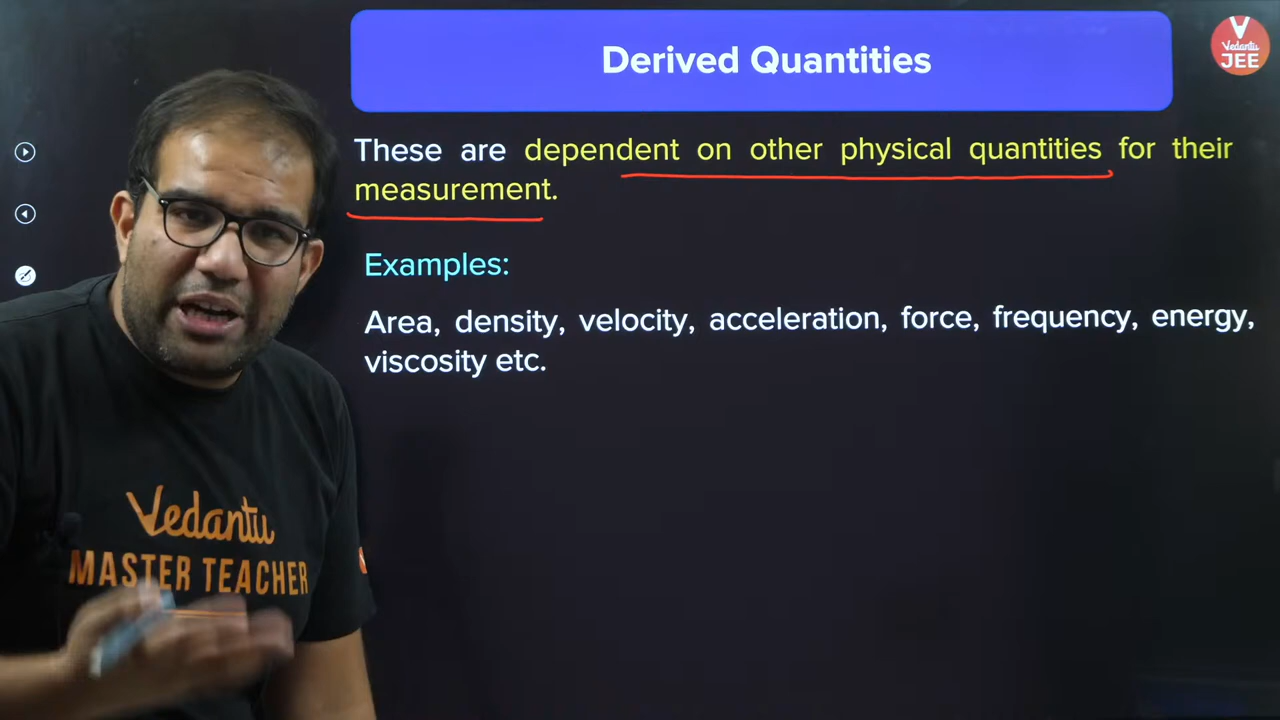 Derived Quantities
V
Vedantu
JEE
These are dependent on other physical quantities for their
measurement.
Examples:
Area, density, velocity, acceleration, force, frequency, energy,
viscosity etc.
Vedantu
MASTER TEACHER